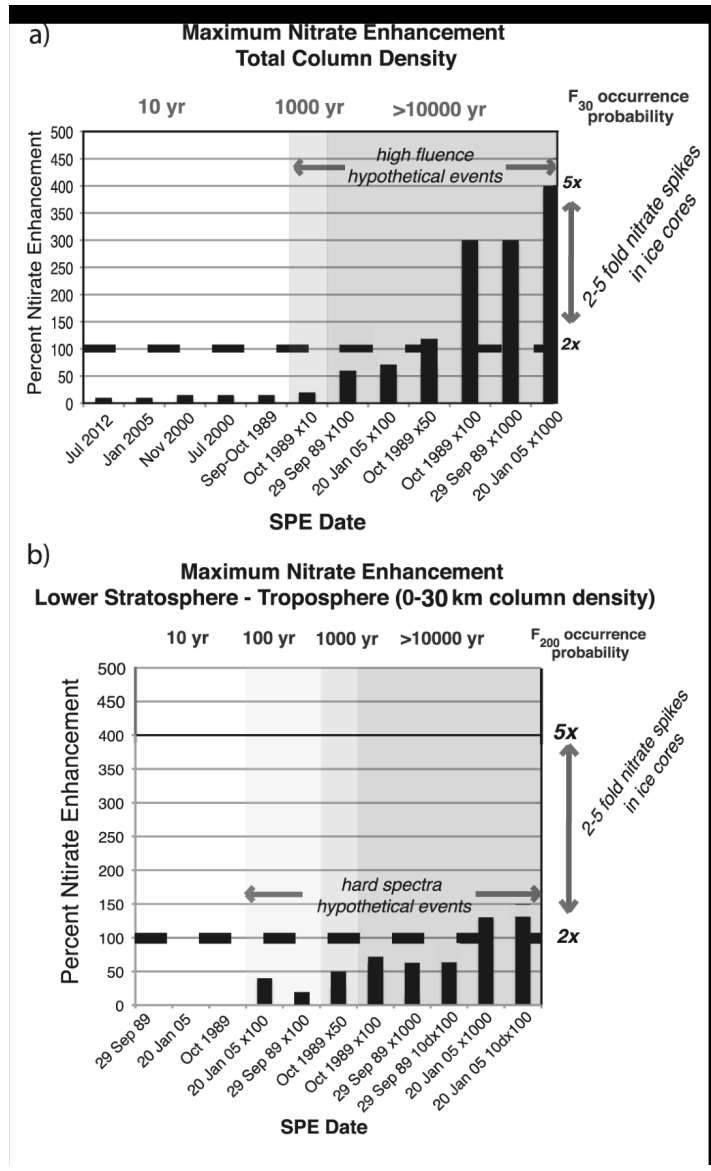 a)
Maximum Nitrate Enhancement
Total Column Density
10 yr 1000 yr >10000 yr
F30 occurrence
probability
Percent Ntirate Enhancement
500
450
400
350
300
250
200
150
100
50
0
high fluence
hypothetical events
5x
2x
2-5 fold nitrate spikes
in ice cores
Jul 2012
Jan 2005
Nov 2000
Jul 2000
Sep-Oct 1989
Oct 1989 x10
29 Sep 89 x100
20 Jan 05 x100
Oct 1989 x50
Oct 1989 x100
29 Sep 89 x1000
20 Jan 05 x1000
SPE Date
b)
Maximum Nitrate Enhancement
Lower Stratosphere - Troposphere (0-30 km column density)
10 yr 100 yr 1000 yr >10000 yr
F200 occurrence
probability
Percent Ntirate Enhancement
500
450
400
350
300
250
200
150
100
50
0
5x
2x
2-5 fold nitrate spikes
in ice cores
hard spectra
hypothetical events
29 Sep 89
20 Jan 05
Oct 1989
20 Jan 05 x100
29 Sep 89 x100
Oct 1989 x50
Oct 1989 x100
29 Sep 89 x1000
29 Sep 89 10dx100
20 Jan 05 x1000
20 Jan 05 10dx100
SPE Date